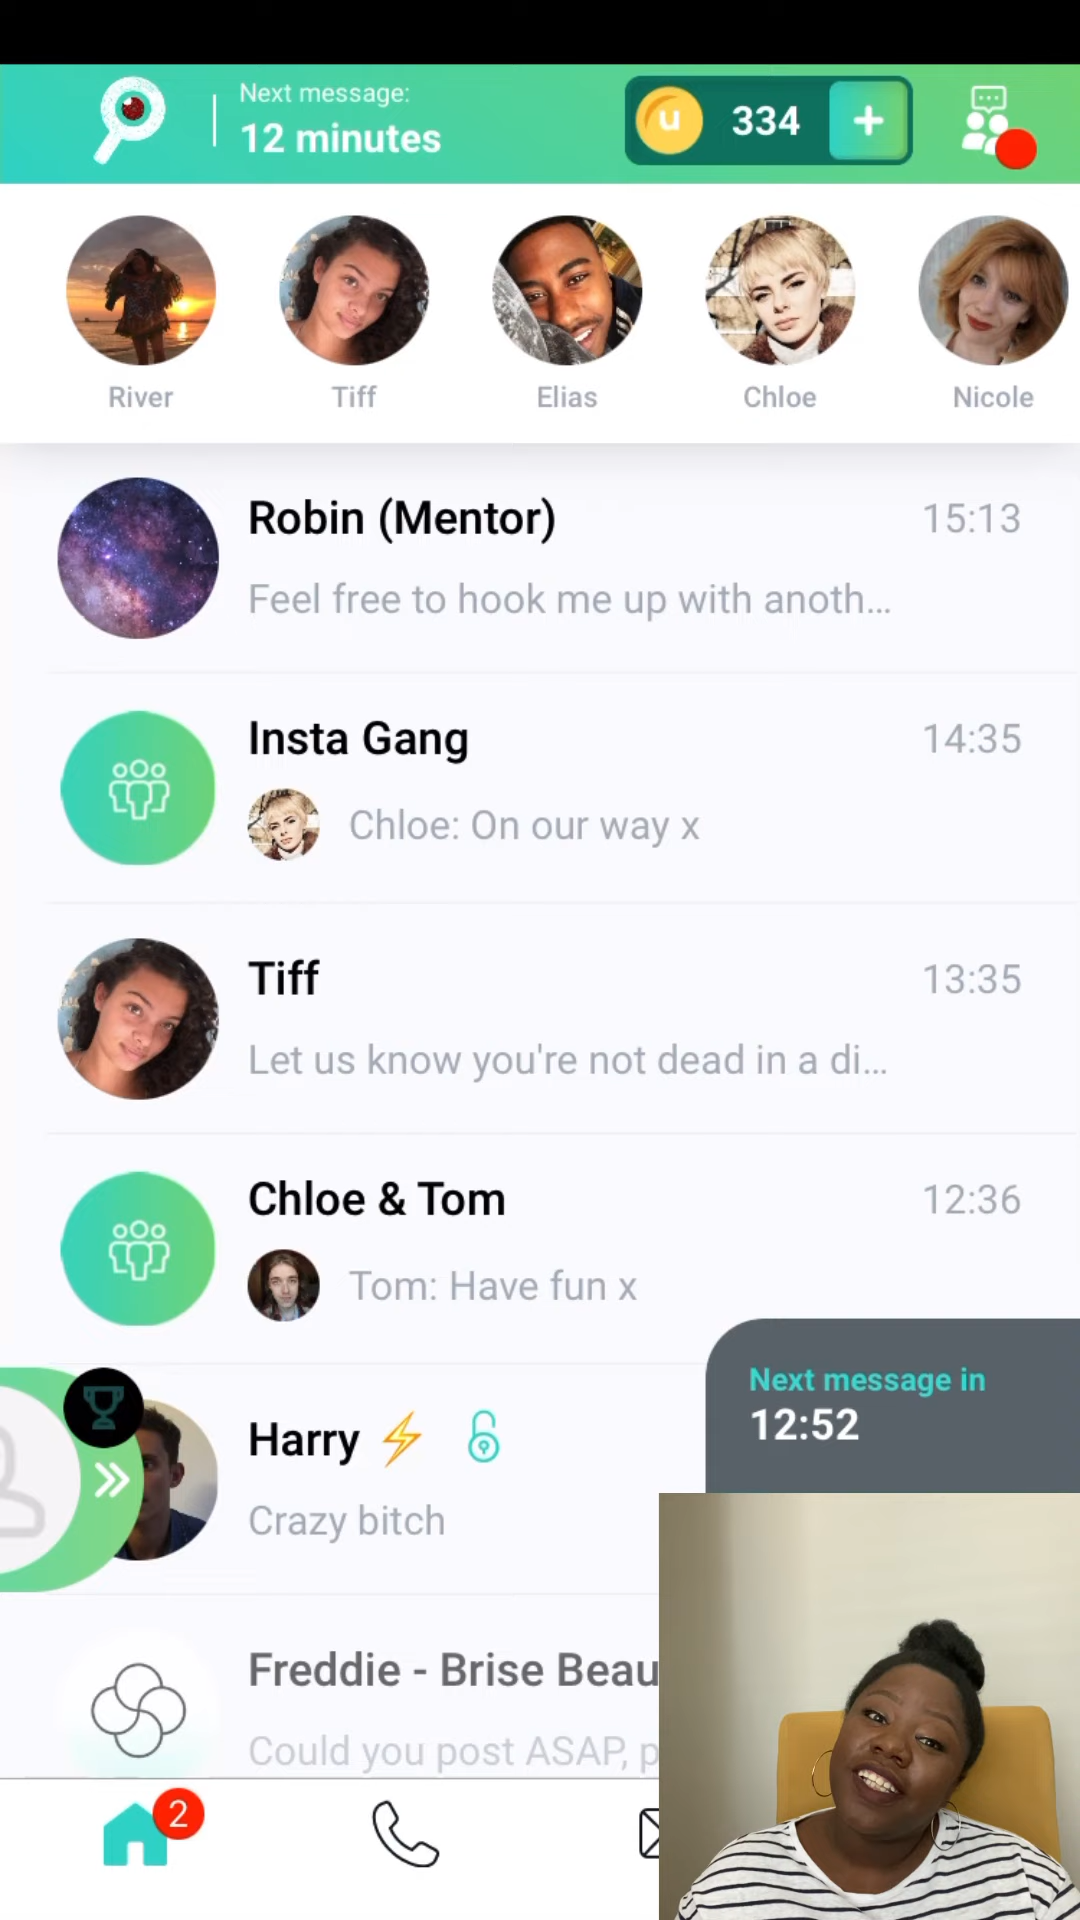 Next message:
12 minutes
u
334
+
River
Tiff
Elias
Chloe
Nicole
Robin (Mentor)
15:13
Feel free to hook me up with anoth...
Insta Gang
14:35
Chloe: On our way x
Tiff
13:35
Let us know you're not dead in a di...
Chloe & Tom
12:36
Tom: Have fun x
Next message in
12:52
Harry
Crazy bitch
Freddie - Brise Beau
Could you post ASAP, p
2